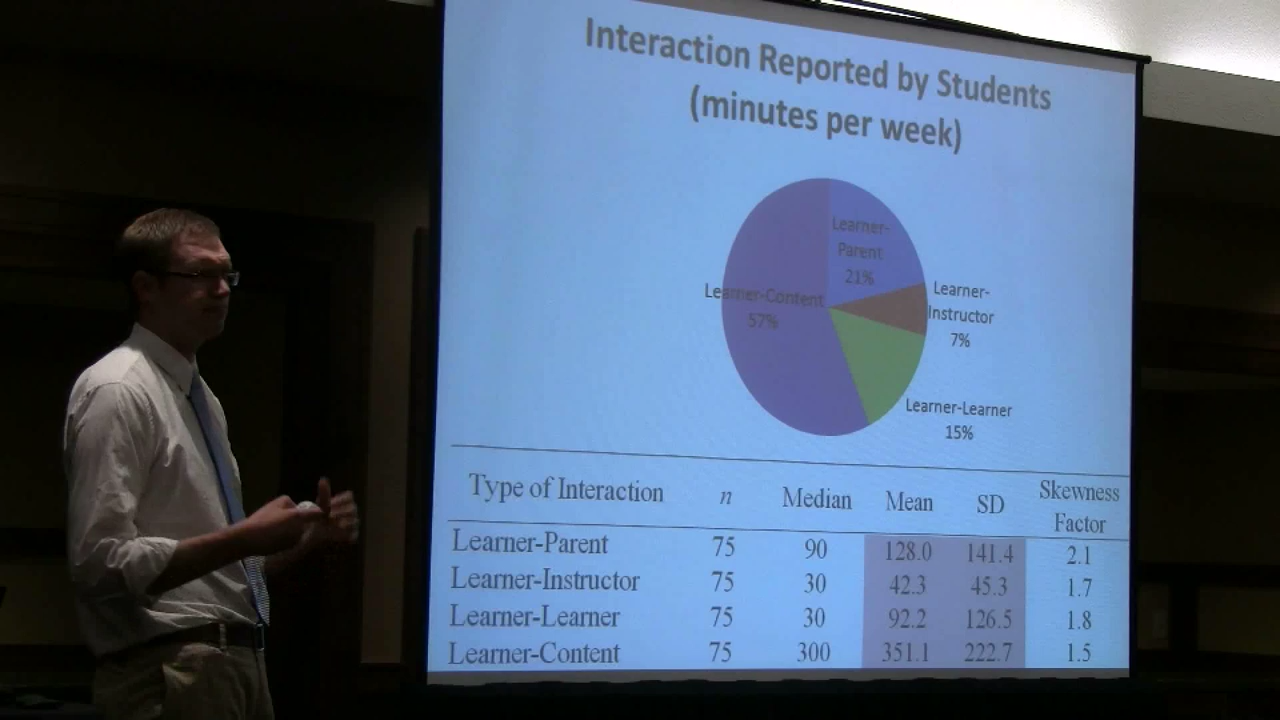 Interaction Reported by Students
(minutes per week)
Learner-
Parent
21%
Learner-
Instructor
7%
Learner-Content
57%
Learner-Learner
15%
Type of Interaction n Median Mean SD Skewness Factor
Learner-Parent 75 90 128.0 141.4 2.1
Learner-Instructor 75 30 42.3 45.3 1.7
Learner-Learner 75 30 92.2 126.5 1.8
Learner-Content 75 300 351.1 222.7 1.5